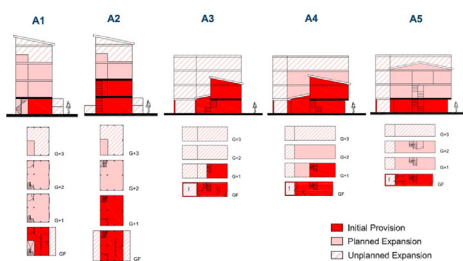 A1
A2
A3
A4
A5
G+3
G+2
G+1
GF
G+3
G+2
G+1
GF
G+3
G+2
G+1
GF
G+3
G+2
G+1
GF
G+3
G+2
G+1
GF
Initial Provision
Planned Expansion
Unplanned Expansion